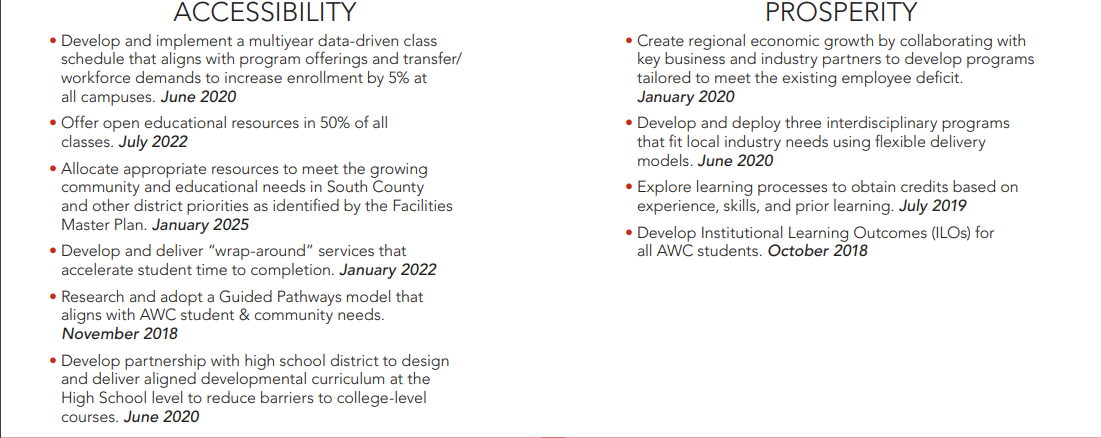 ACCESSIBILITY
• Develop and implement a multiyear data-driven class
schedule that aligns with program offerings and transfer/
workforce demands to increase enrollment by 5% at
all campuses. June 2020
• Offer open educational resources in 50% of all
classes. July 2022
• Allocate appropriate resources to meet the growing
community and educational needs in South County
and other district priorities as identified by the Facilities
Master Plan. January 2025
• Develop and deliver “wrap-around” services that
accelerate student time to completion. January 2022
• Research and adopt a Guided Pathways model that
aligns with AWC student & community needs.
November 2018
• Develop partnership with high school district to design
and deliver aligned developmental curriculum at the
High School level to reduce barriers to college-level
courses. June 2020
PROSPERITY
• Create regional economic growth by collaborating with
key business and industry partners to develop programs
tailored to meet the existing employee deficit.
January 2020
• Develop and deploy three interdisciplinary programs
that fit local industry needs using flexible delivery
models. June 2020
• Explore learning processes to obtain credits based on
experience, skills, and prior learning. July 2019
• Develop Institutional Learning Outcomes (ILOs) for
all AWC students. October 2018